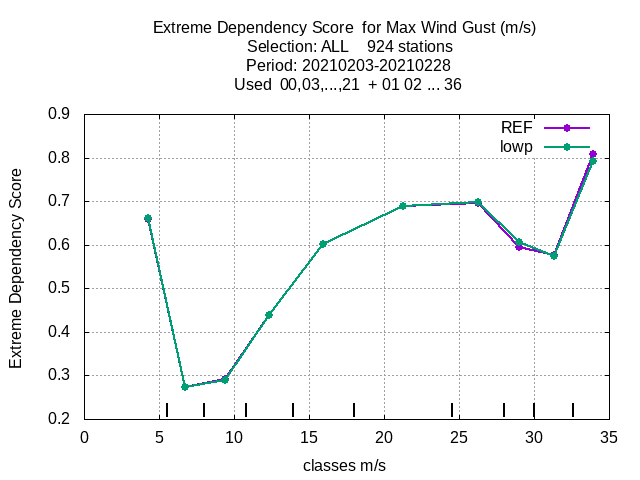 Extreme Dependency Score  for Max Wind Gust (m/s)
Selection: ALL    924 stations
Period: 20210203-20210228
Used  00,03,...,21  + 01 02 ... 36
REF
lowp
Extreme Dependency Score
0.9
0.8
0.7
0.6
0.5
0.4
0.3
0.2
0 5 10 15 20 25 30 35
classes m/s